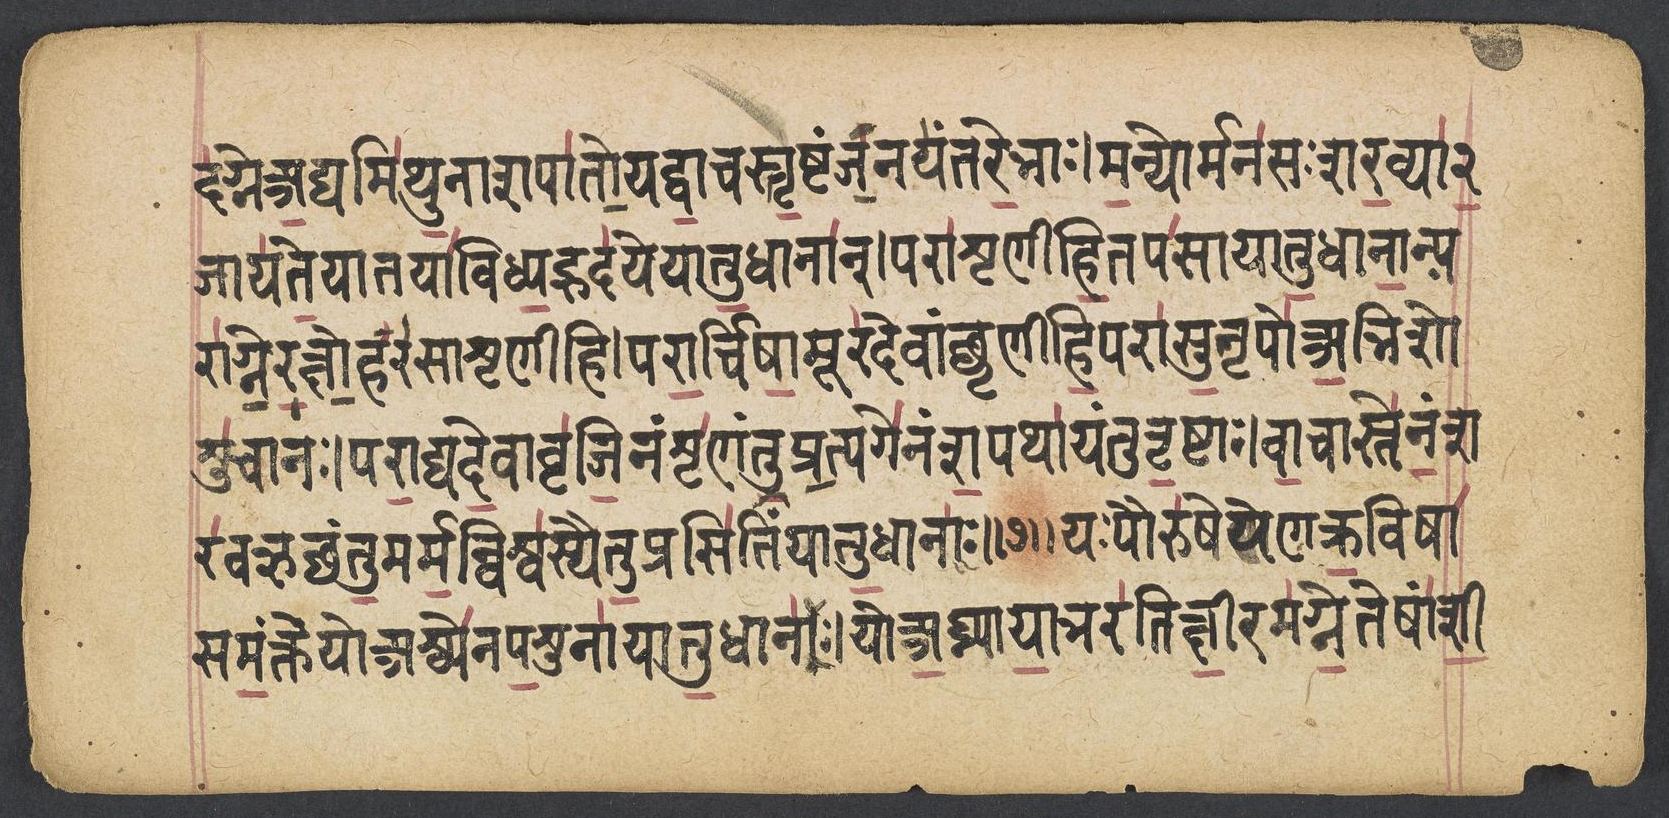 दग्नेअद्यमिथुनाशपातोयद्वाचस्तृष्टंजनयंतरेभाः।मन्योर्मनसःशरव्या३
जायतेयातयाविध्यहृदयेयातुधानान्।पराशृणीहितपसायातुधानान्प
राग्नेरक्षोहरसाशृणीहि।परार्चिषामूरदेवांछृणीहिपरासुतृपोअभिशो
शुचानः।पराद्यदेवावृजिनंशृणंतुप्रत्यगेनंशपथायंतुतृष्टाः।वाचास्तेनंश
रवऋछंतुमर्मन्विश्वस्यैतुप्रसितिंयातुधानः॥७॥यःपौरुषेयेणक्रविषा
समंक्तेयोअश्व्येनपशुनायातुधानः।योअघ्न्यायाभरतिक्षीरमग्नेतेषांशी